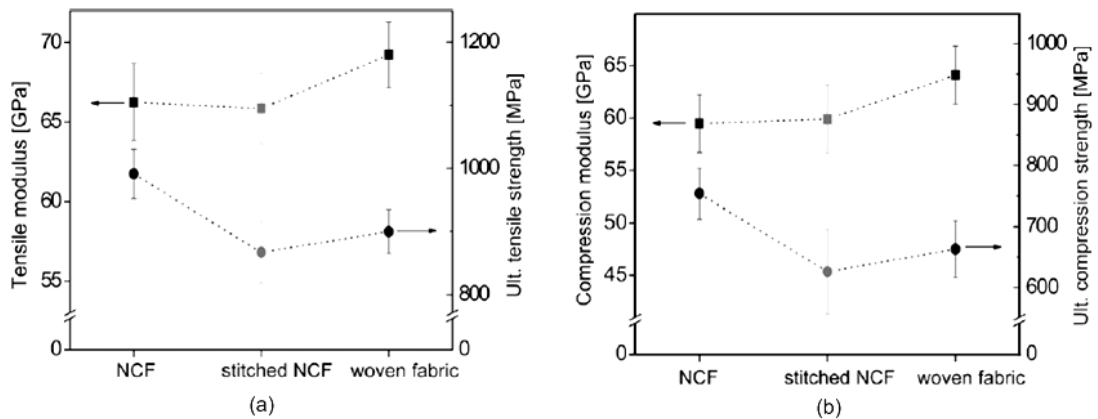 Tensile modulus [GPa]
70
65
60
55
0
1200
1000
800
0
Ult. tensile strength [MPa]
NCF stitched NCF woven fabric
(a)
Compression modulus [GPa]
65
60
55
50
45
0
1000
900
800
700
600
0
Ult. compression strength [MPa]
NCF stitched NCF woven fabric
(b)